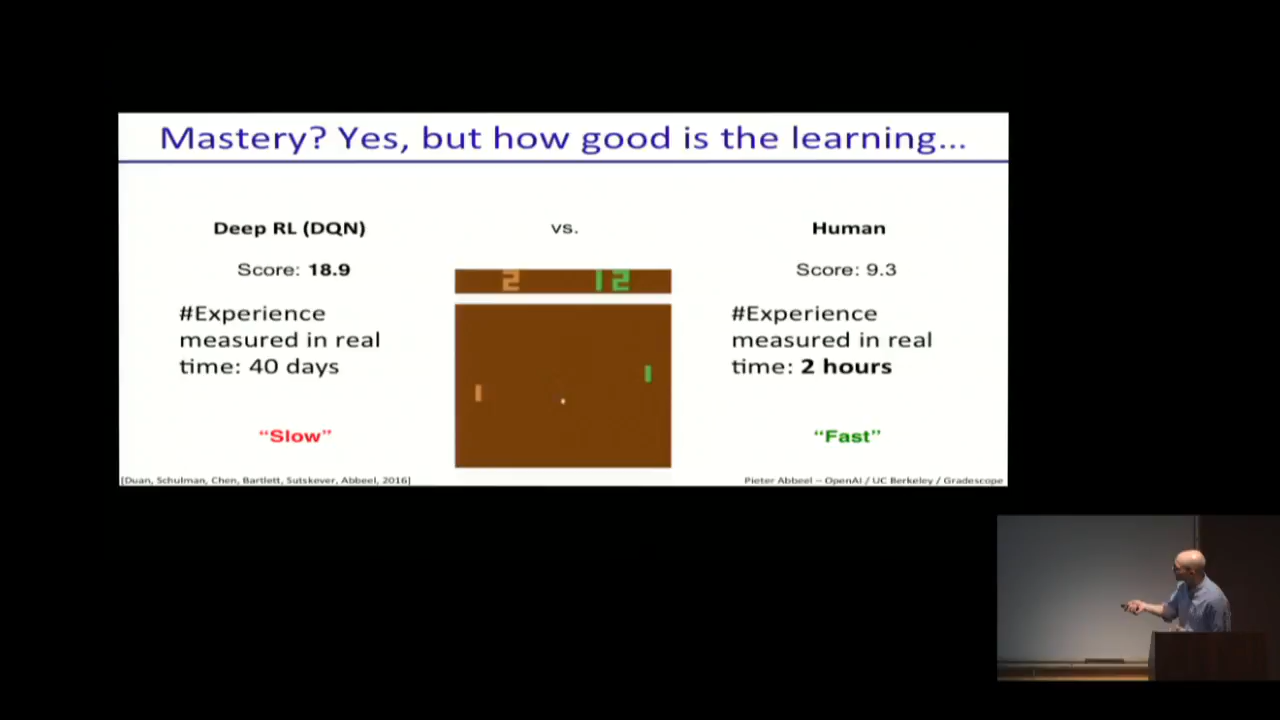 Mastery? Yes, but how good is the learning...
Deep RL (DQN)
vs.
Human
Score: 18.9
Score: 9.3
2
12
#Experience
measured in real
time: 40 days
#Experience
measured in real
time: 2 hours
“Slow”
“Fast”
[Duan, Schulman, Chen, Bartlett, Sutskever, Abbeel, 2016]
Pieter Abbeel – OpenAI / UC Berkeley / Gradescope